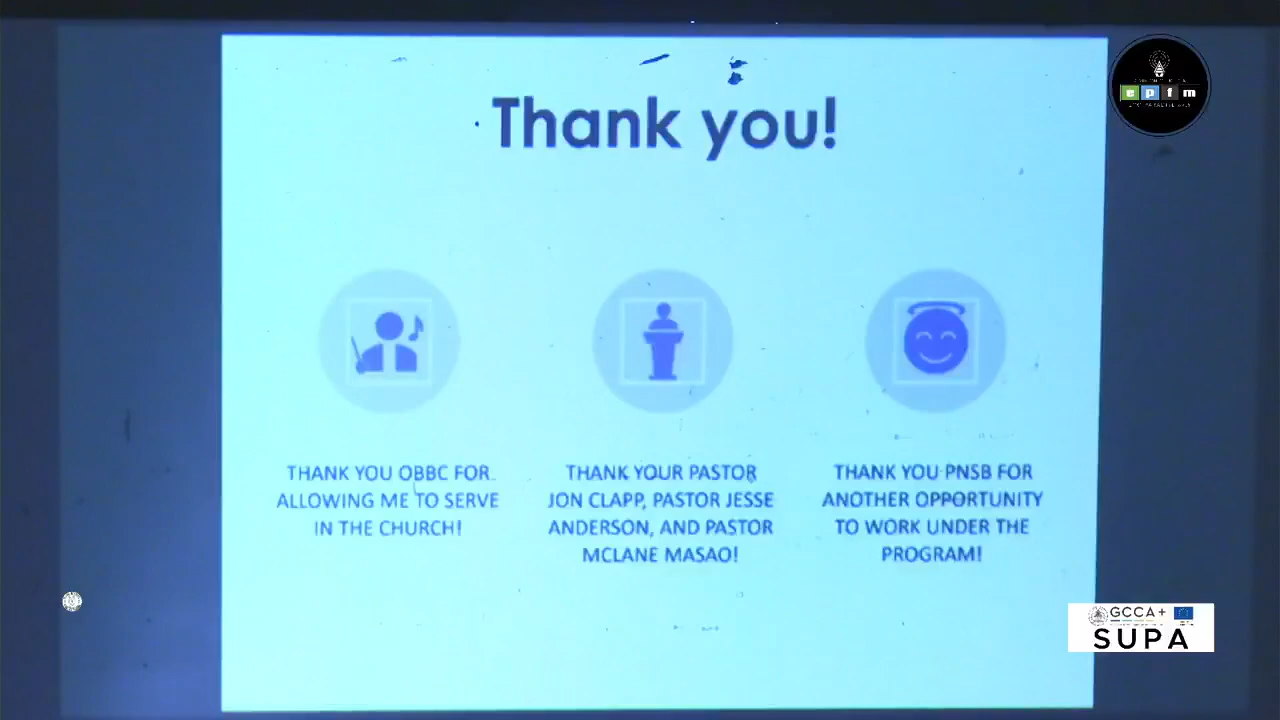 Thank you!
epfm
THANK YOU OBBC FOR
ALLOWING ME TO SERVE
IN THE CHURCH!
THANK YOUR PASTOR
JON CLAPP, PASTOR JESSE
ANDERSON, AND PASTOR
MCLANE MASAO!
THANK YOU PNSB FOR
ANOTHER OPPORTUNITY
TO WORK UNDER THE
PROGRAM!
GCCA+
SUPA